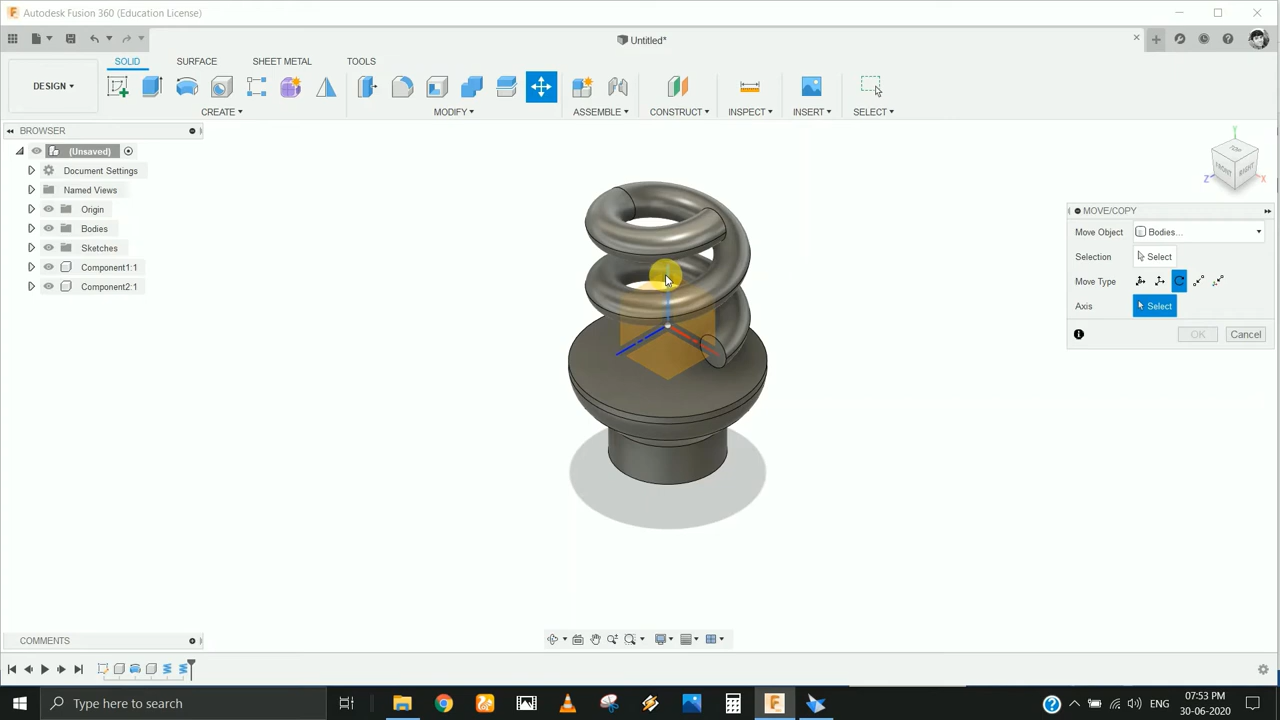 Autodesk Fusion 360 (Education License)
Untitled*
DESIGN
SOLID
SURFACE
SHEET METAL
TOOLS
CREATE
MODIFY
ASSEMBLE
CONSTRUCT
INSPECT
INSERT
SELECT
BROWSER
(Unsaved)
Document Settings
Named Views
Origin
Bodies
Sketches
Component1:1
Component2:1
Y
TOP
FRONT
RIGHT
Z
X
MOVE/COPY
Move Object
Bodies...
Selection
Select
Move Type
Axis
Select
OK
Cancel
COMMENTS
Type here to search
ENG
07:53 PM
30-06-2020